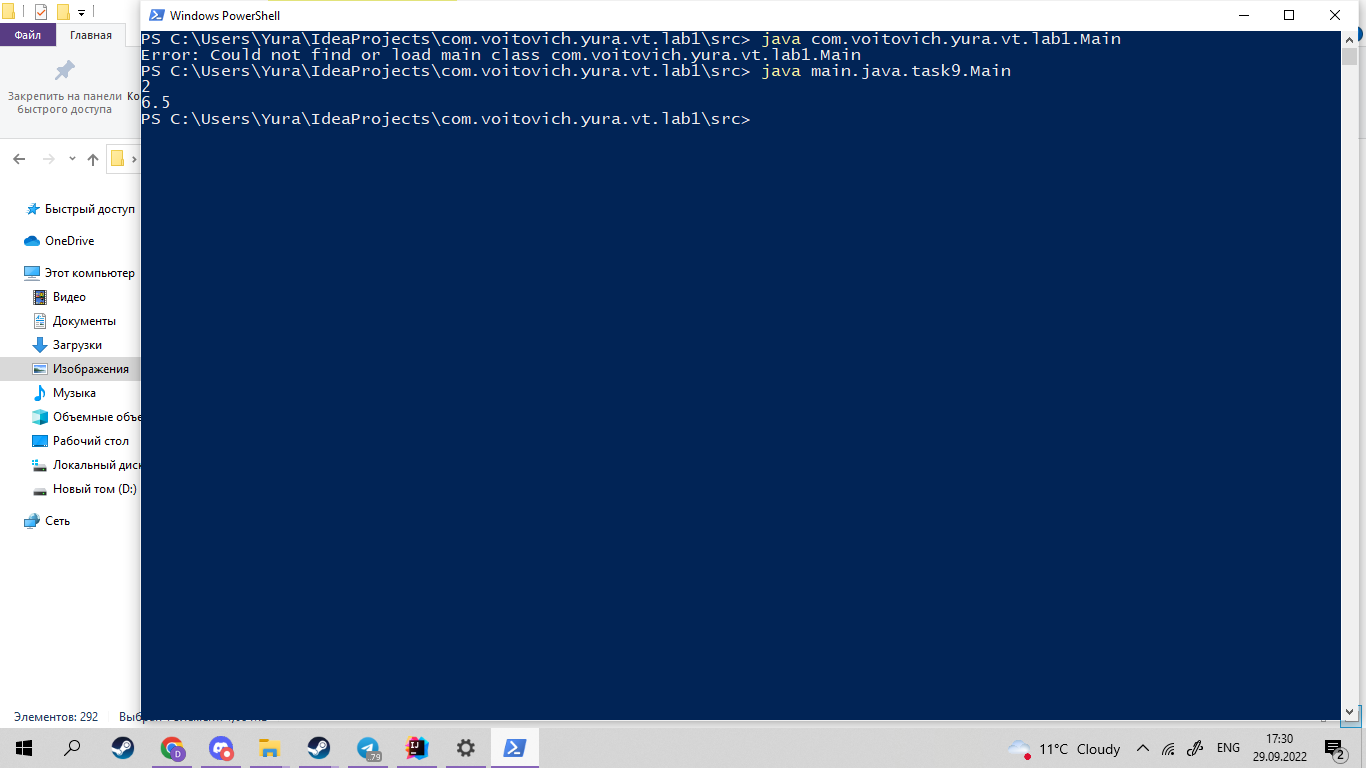 Windows PowerShell
Файл
Главная
PS C:\Users\Yura\IdeaProjects\com.voitovich.yura.vt.lab1\src> java com.voitovich.yura.vt.lab1.Main
Error: Could not find or load main class com.voitovich.yura.vt.lab1.Main
PS C:\Users\Yura\IdeaProjects\com.voitovich.yura.vt.lab1\src> java main.java.task9.Main
2
6.5
PS C:\Users\Yura\IdeaProjects\com.voitovich.yura.vt.lab1\src>
Закрепить на панели
быстрого доступа
Ко
Быстрый доступ
OneDrive
Этот компьютер
Видео
Документы
Загрузки
Изображения
Музыка
Объемные объе
Рабочий стол
Локальный диск
Новый том (D:)
Сеть
Элементов: 292
11°C Cloudy
ENG
17:30
29.09.2022
2
D
79
IJ